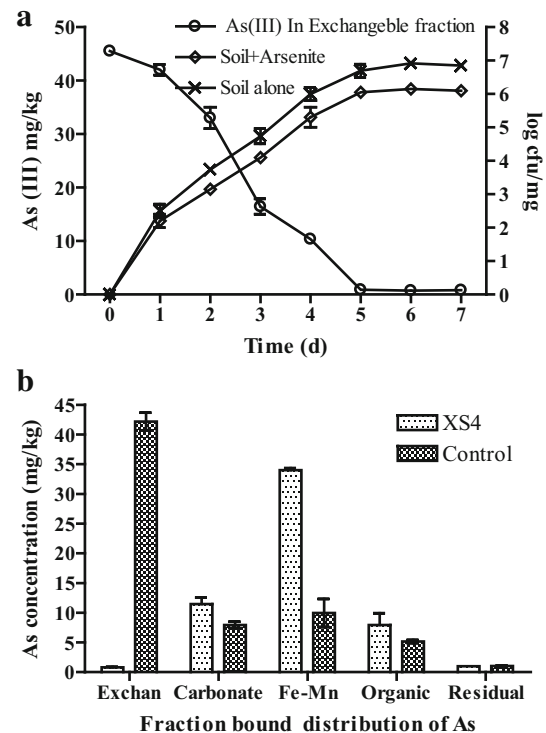 a
As(III) In Exchangeble fraction
Soil+Arsenite
Soil alone
As (III) mg/kg
50
40
30
20
10
0
log cfu/mg
8
7
6
5
4
3
2
1
0
0 1 2 3 4 5 6 7
Time (d)
b
XS4
Control
As concentration (mg/kg)
45
40
35
30
25
20
15
10
5
0
Exchan Carbonate Fe-Mn Organic Residual
Fraction bound distribution of As